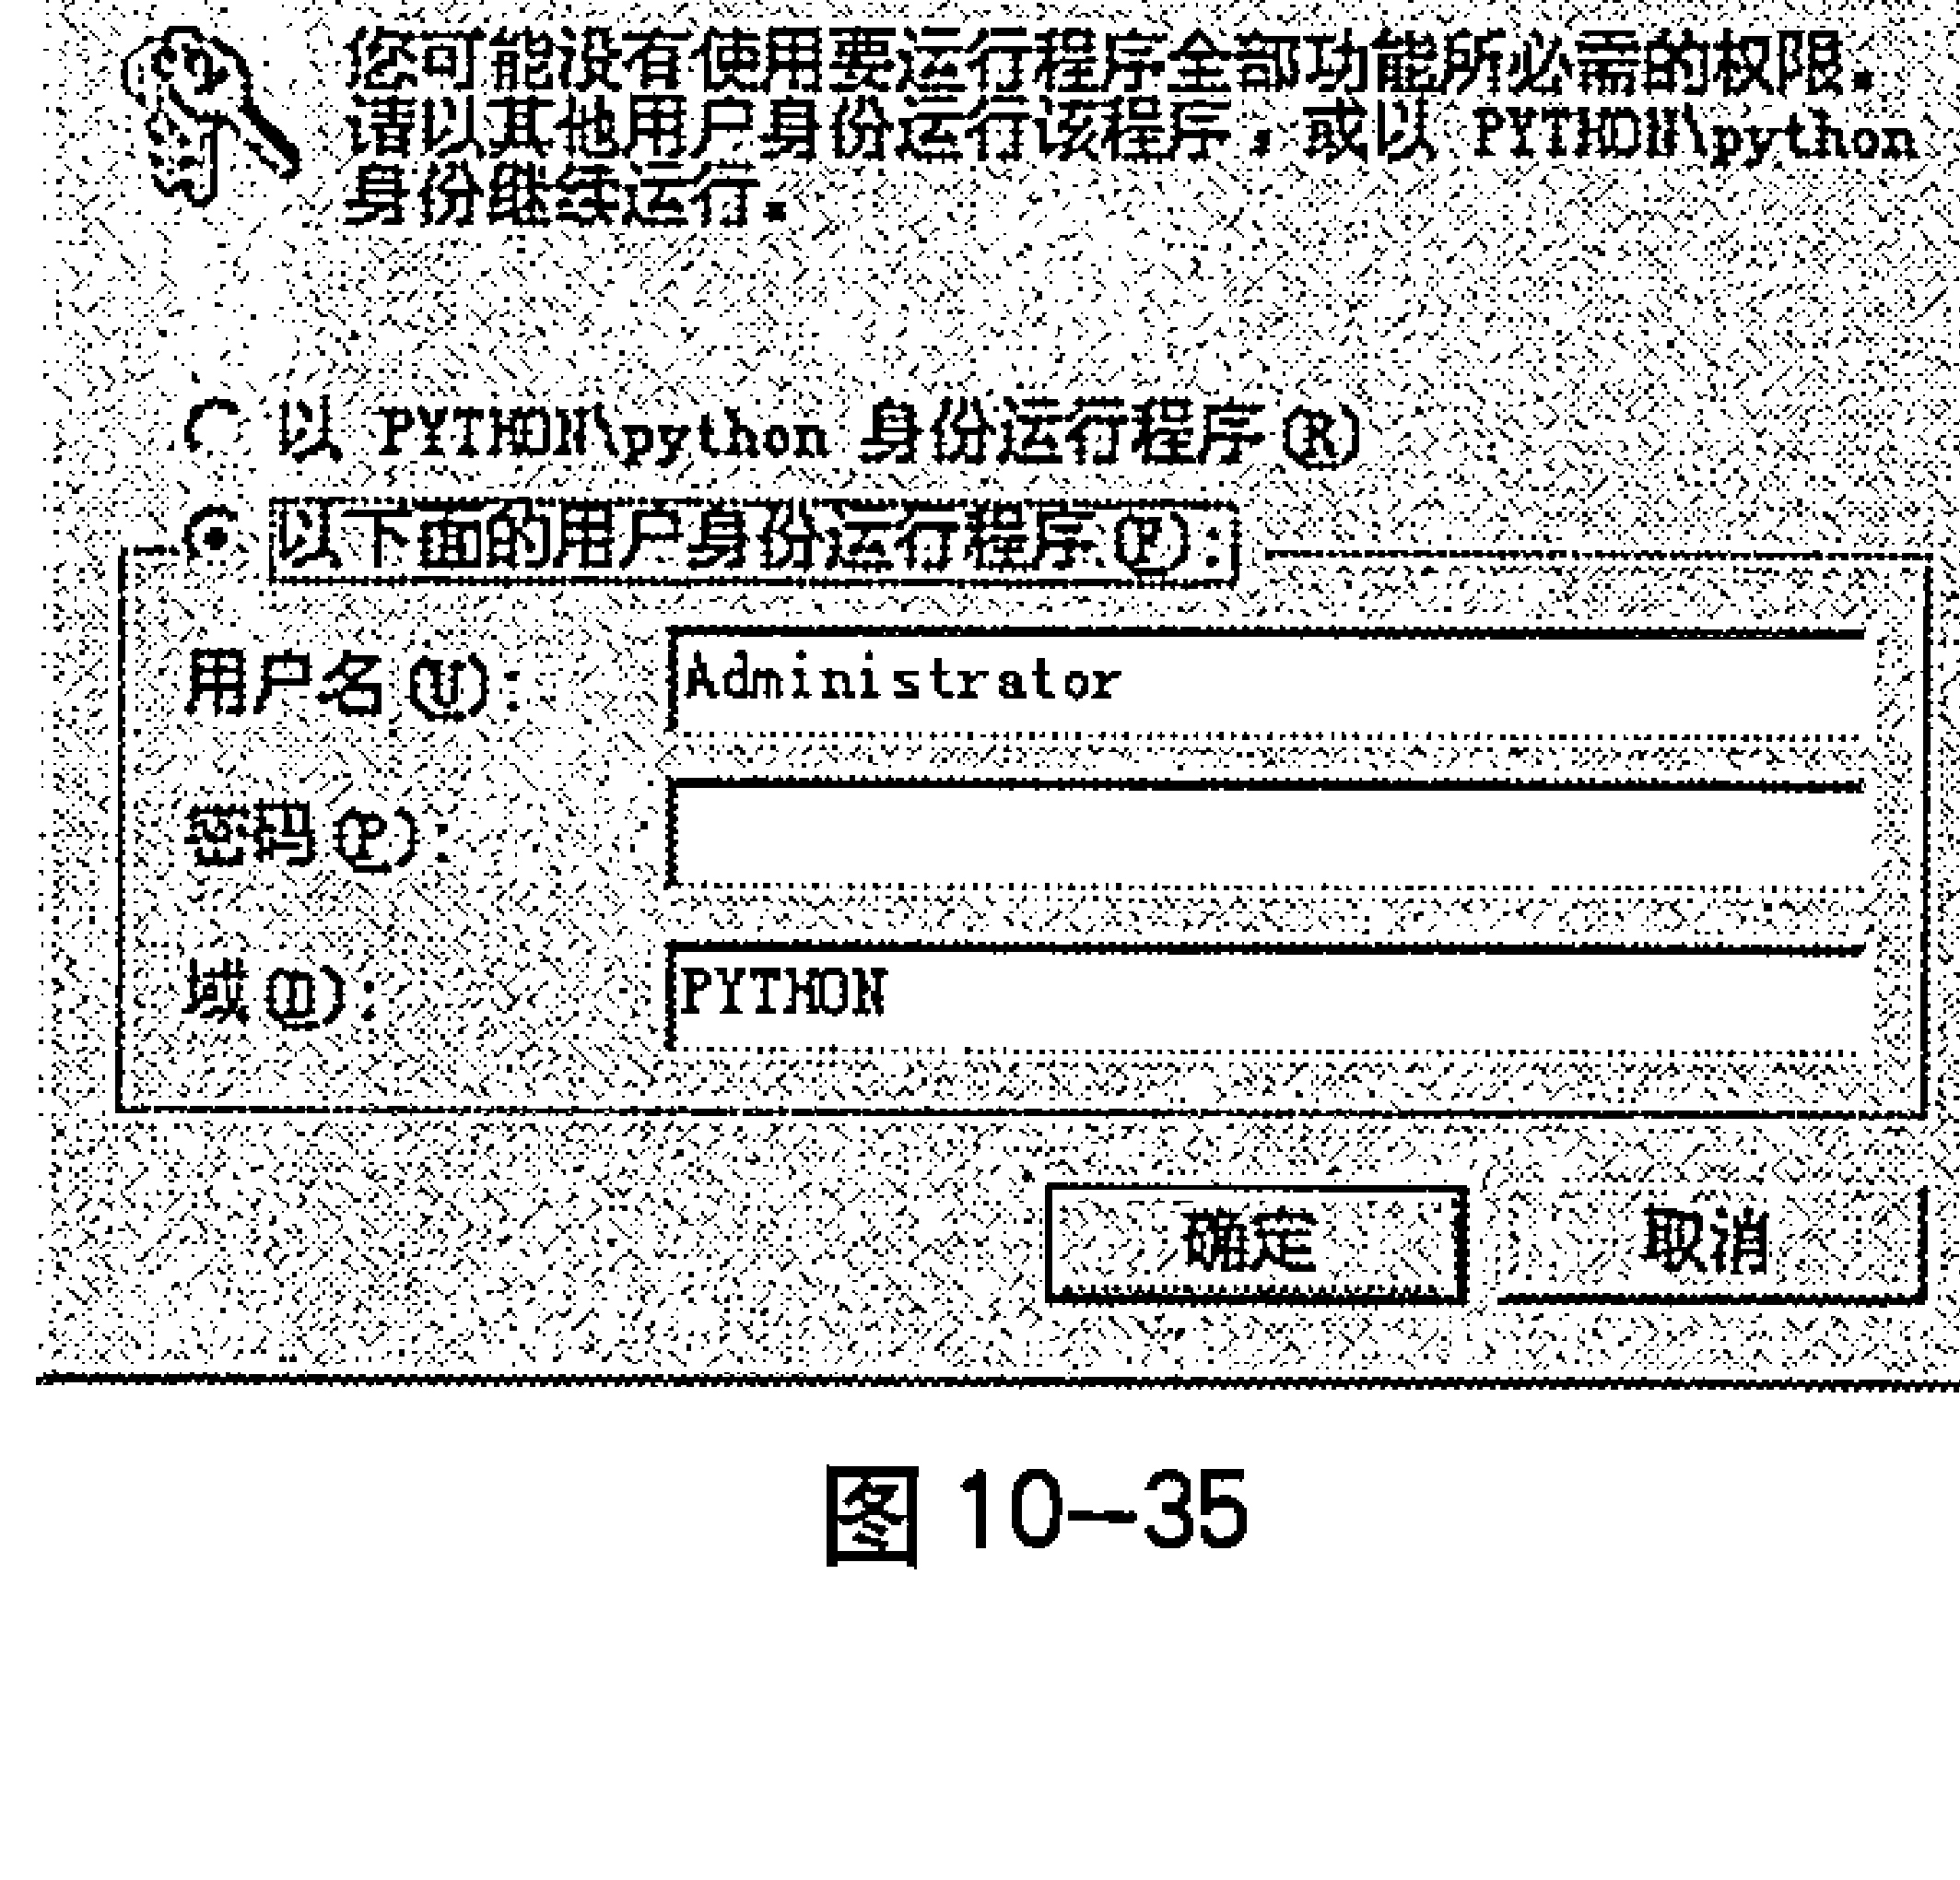 您可能没有使用要运行程序全部功能所必需的权限。
请以其他用户身份运行该程序，或以 PYTHON\python
身份继续运行。
以 PYTHON\python 身份运行程序(R)
以下面的用户身份运行程序(F):
用户名(U):
Administrator
密码(P):
域(D):
PYTHON
确定
取消
图 10-35